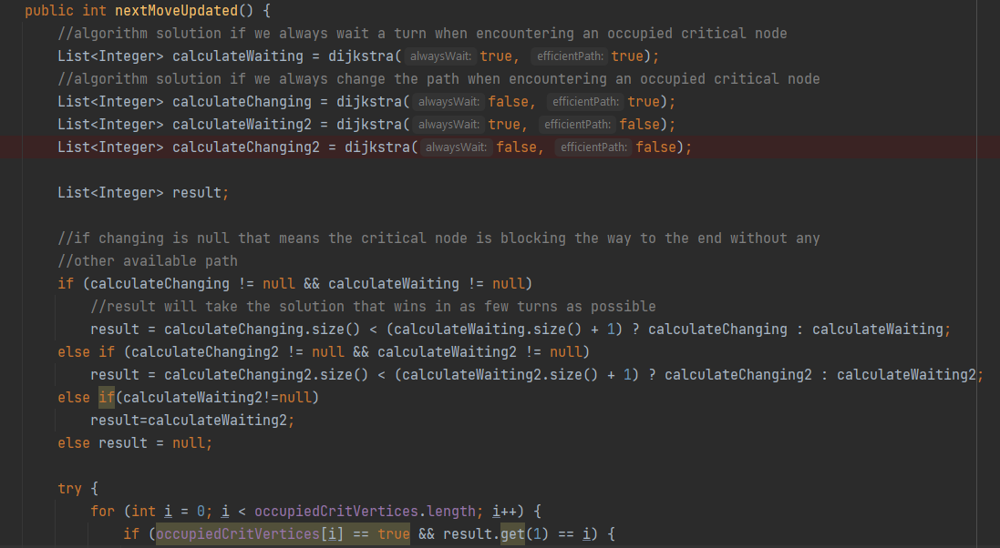 public int nextMoveUpdated() {
//algorithm solution if we always wait a turn when encountering an occupied critical node
List<Integer> calculateWaiting = dijkstra( alwaysWait: true, efficientPath: true);
//algorithm solution if we always change the path when encountering an occupied critical node
List<Integer> calculateChanging = dijkstra( alwaysWait: false, efficientPath: true);
List<Integer> calculateWaiting2 = dijkstra( alwaysWait: true, efficientPath: false);
List<Integer> calculateChanging2 = dijkstra( alwaysWait: false, efficientPath: false);
List<Integer> result;
//if changing is null that means the critical node is blocking the way to the end without any
//other available path
if (calculateChanging != null && calculateWaiting != null)
//result will take the solution that wins in as few turns as possible
result = calculateChanging.size() < (calculateWaiting.size() + 1) ? calculateChanging : calculateWaiting;
else if (calculateChanging2 != null && calculateWaiting2 != null)
result = calculateChanging2.size() < (calculateWaiting2.size() + 1) ? calculateChanging2 : calculateWaiting2;
else if(calculateWaiting2!=null)
result=calculateWaiting2;
else result = null;
try {
for (int i = 0; i < occupiedCritVertices.length; i++) {
if (occupiedCritVertices[i] == true && result.get(1) == i) {